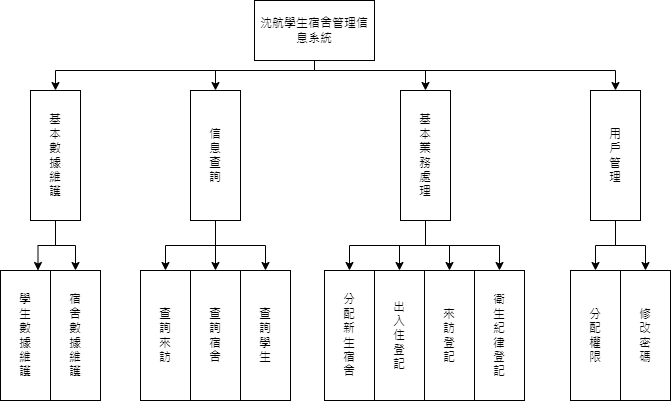 沈航學生宿舍管理信
息系統
基本數據維護
信息查詢
基本業務處理
用戶管理
學生數據維護
宿舍數據維護
查詢來訪
查詢宿舍
查詢學生
分配新生宿舍
出入住登記
來訪登記
衛生紀律登記
分配權限
修改密碼